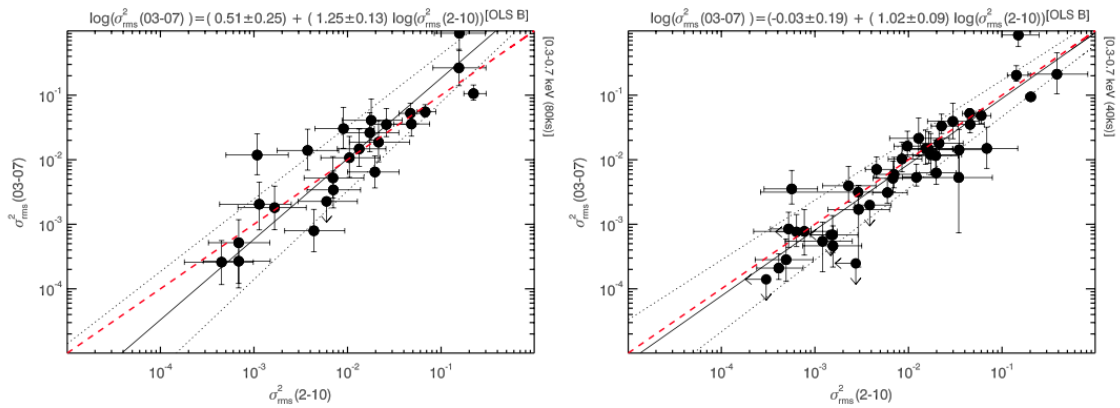 log(σ²rms(03-07) )=( 0.51±0.25) + ( 1.25±0.13) log(σ²rms(2-10))[OLS B]
10⁻¹
10⁻²
10⁻³
10⁻⁴
σ²rms(03-07)
[0.3-0.7 keV (80ks)]
10⁻⁴ 10⁻³ 10⁻² 10⁻¹
σ²rms(2-10)
log(σ²rms(03-07) )=(-0.03±0.19) + ( 1.02±0.09) log(σ²rms(2-10))[OLS B]
10⁻¹
10⁻²
10⁻³
10⁻⁴
σ²rms(03-07)
[0.3-0.7 keV (40ks)]
10⁻⁴ 10⁻³ 10⁻² 10⁻¹
σ²rms(2-10)